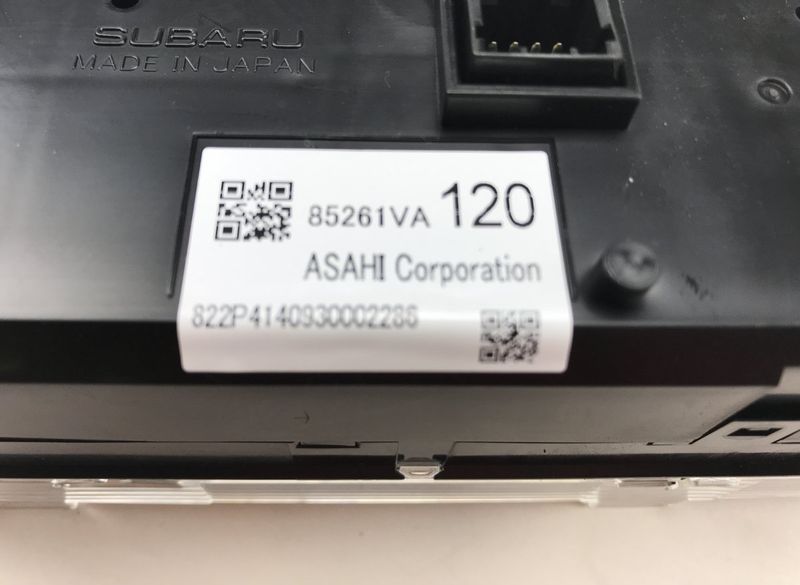 SUBARU
MADE IN JAPAN
85261VA 120
ASAHI Corporation
822P4140930002286